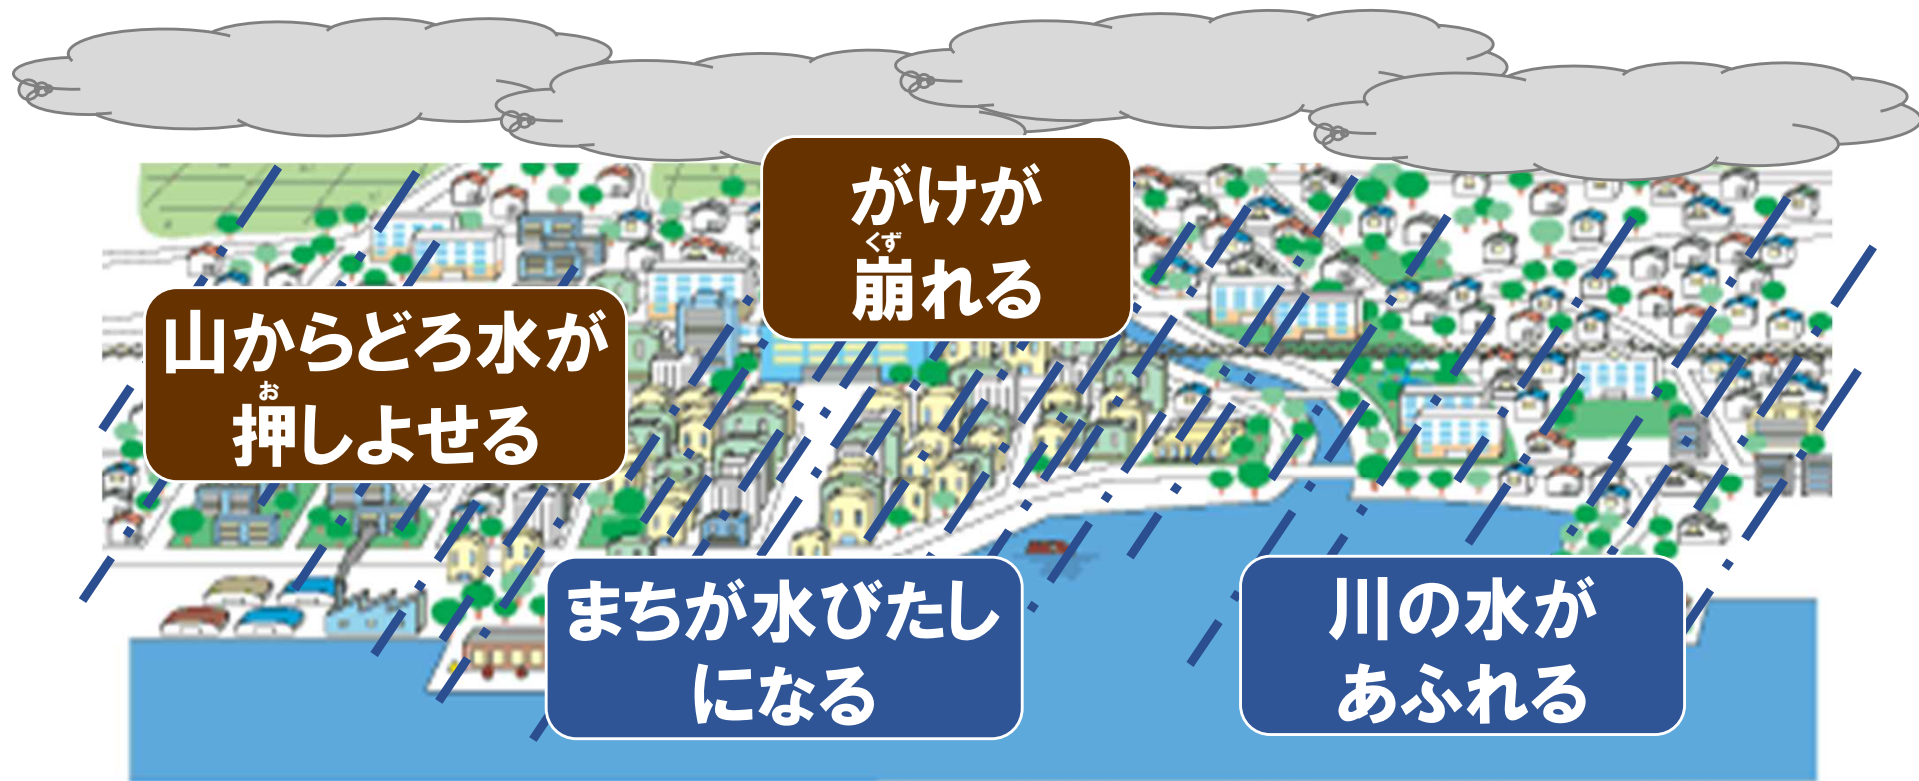 がけが
くず
崩れる
山からどろ水が
お
押しよせる
まちが水びたし
になる
川の水が
あふれる